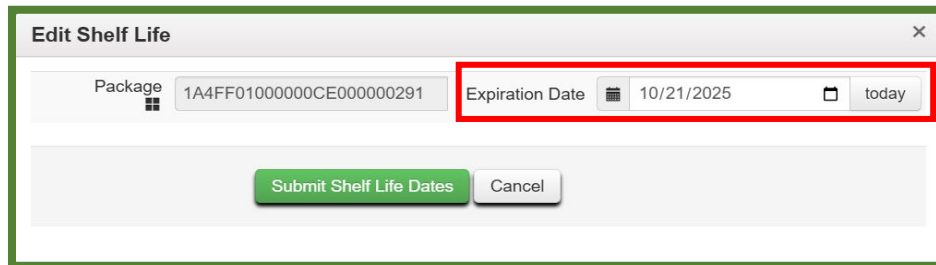 Edit Shelf Life ×
Package 1A4FF01000000CE000000291 Expiration Date 10/21/2025 today
Submit Shelf Life Dates Cancel